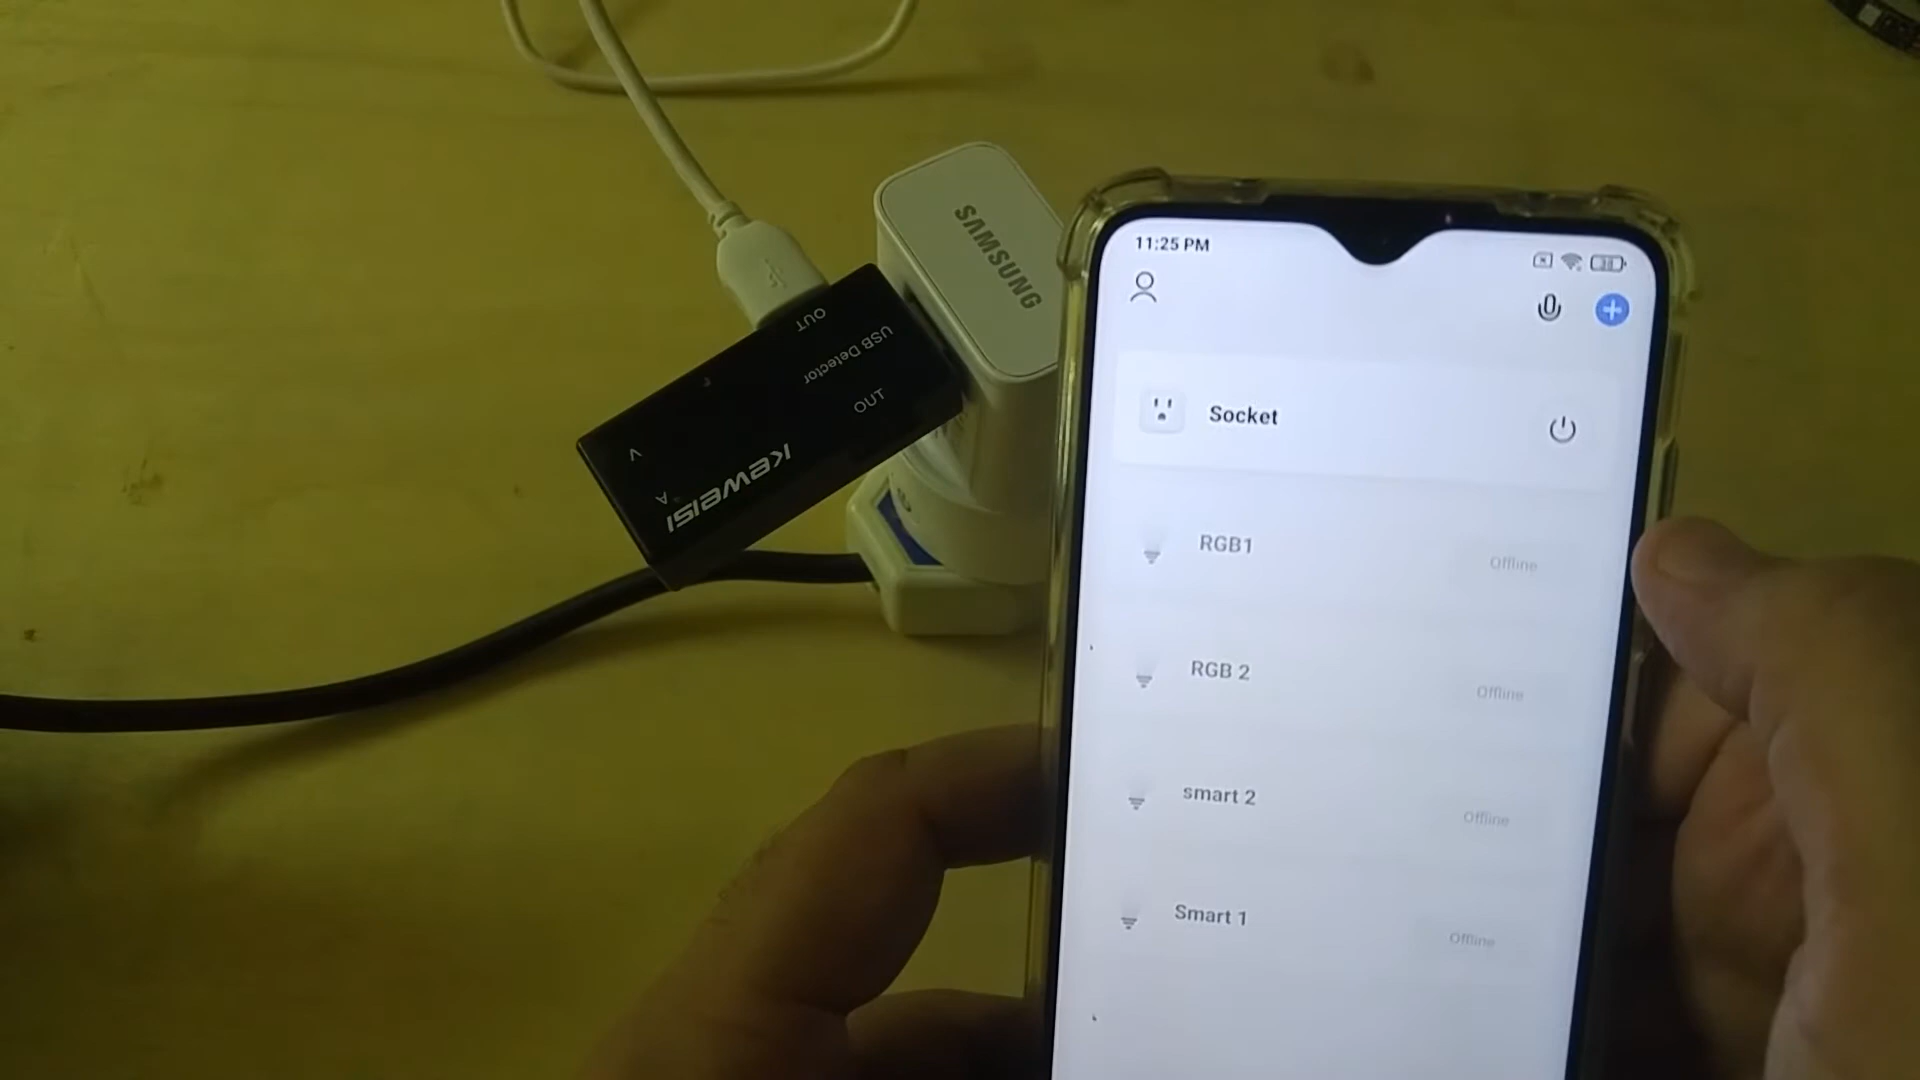 SAMSUNG
OUT
USB Detector
OUT
V
A
KEWEISI
11:25 PM
Socket
RGB1
Offline
RGB 2
Offline
smart 2
Offline
Smart 1
Offline